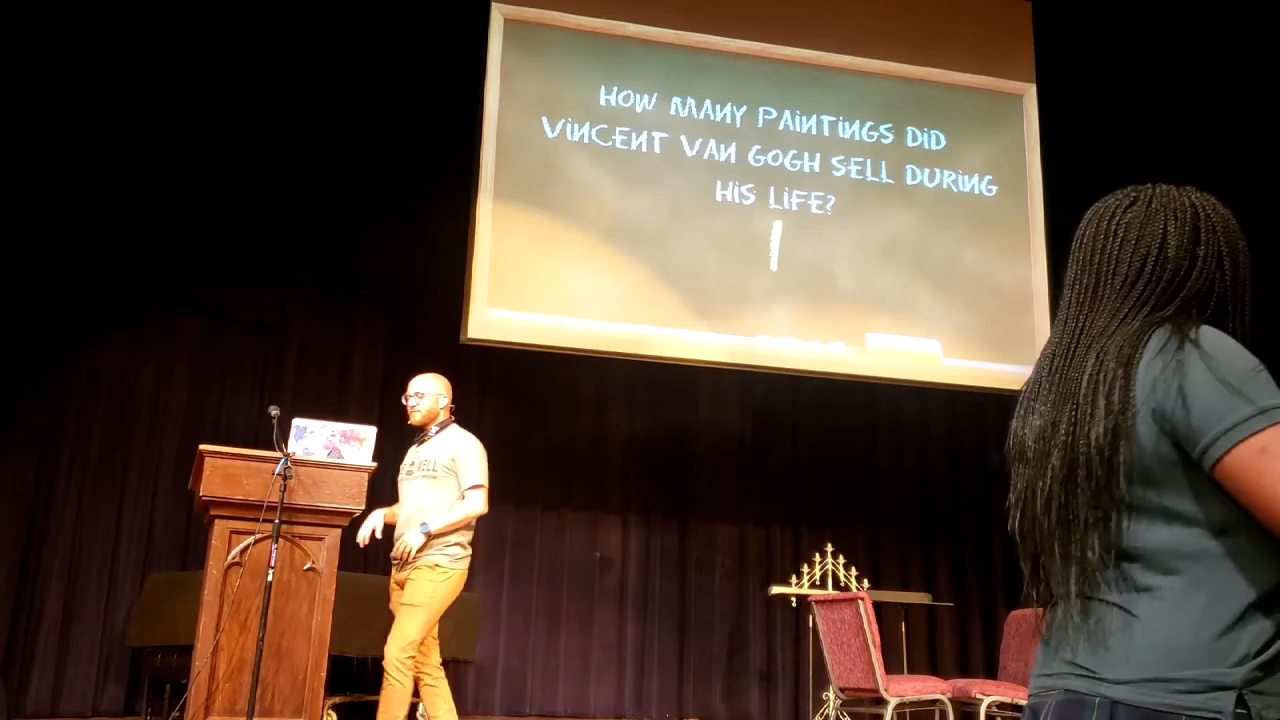 HOW MANY PAINTINGS DID
VINCENT VAN GOGH SELL DURING
HIS LIFE?
1